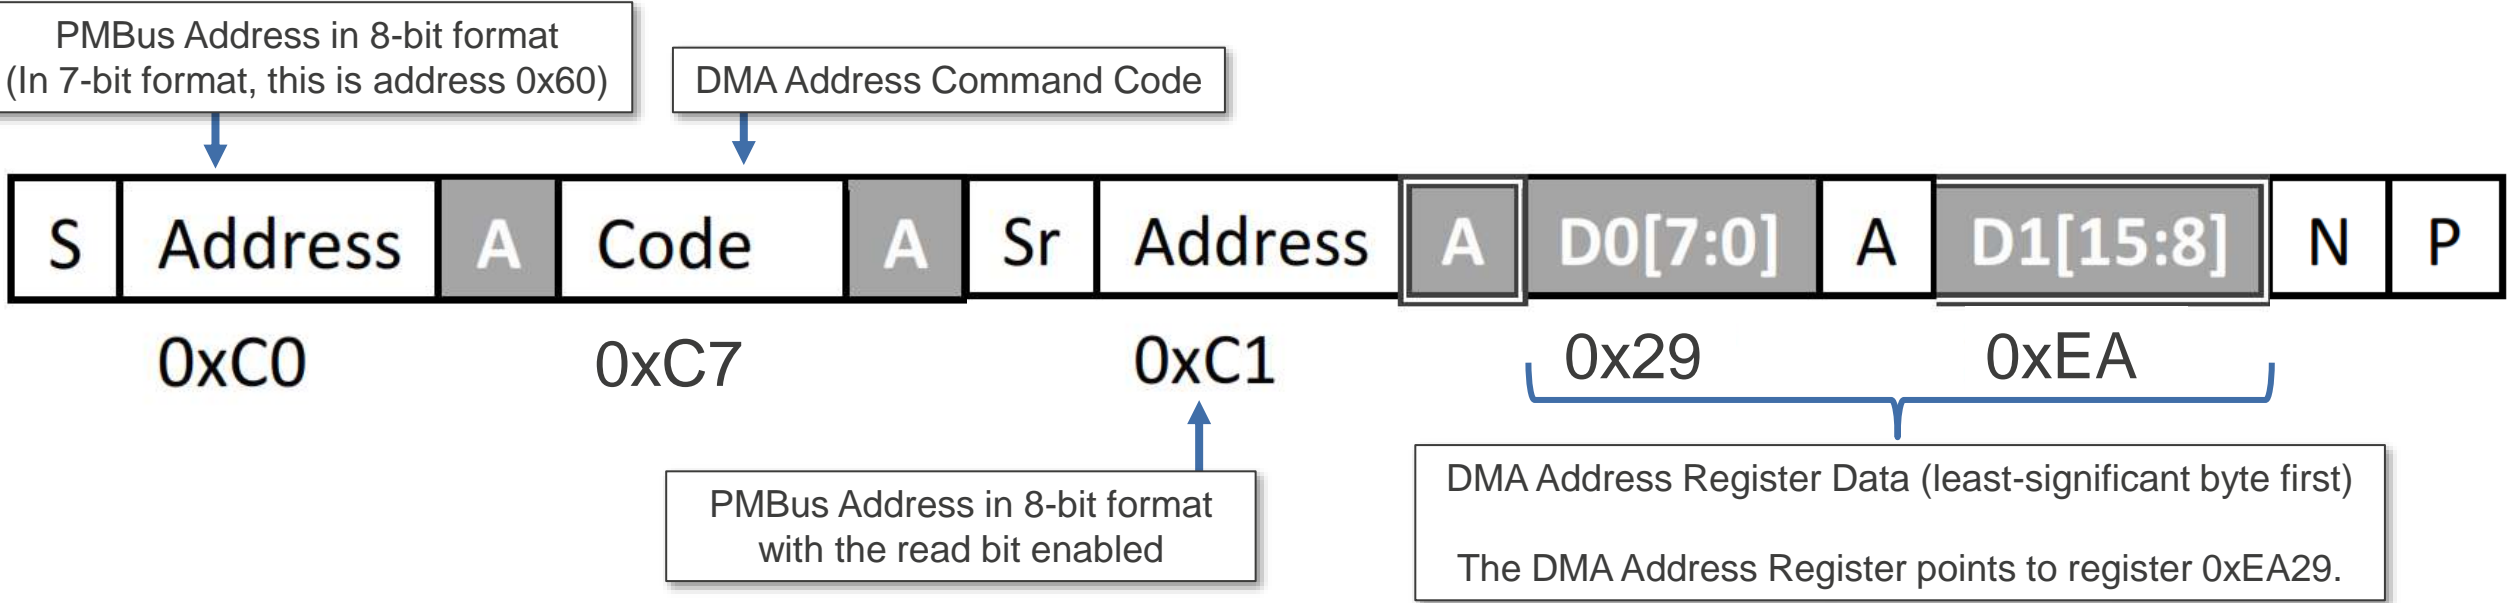 PMBus Address in 8-bit format
(In 7-bit format, this is address 0x60)
DMA Address Command Code
S Address A Code A Sr Address A D0[7:0] A D1[15:8] N P
0xC0 0xC7 0xC1 0x29 0xEA
PMBus Address in 8-bit format
with the read bit enabled
DMA Address Register Data (least-significant byte first)
The DMA Address Register points to register 0xEA29.